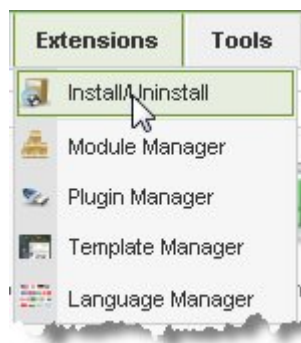 Extensions Tools
Install/Uninstall
Module Manager
Plugin Manager
Template Manager
Language Manager